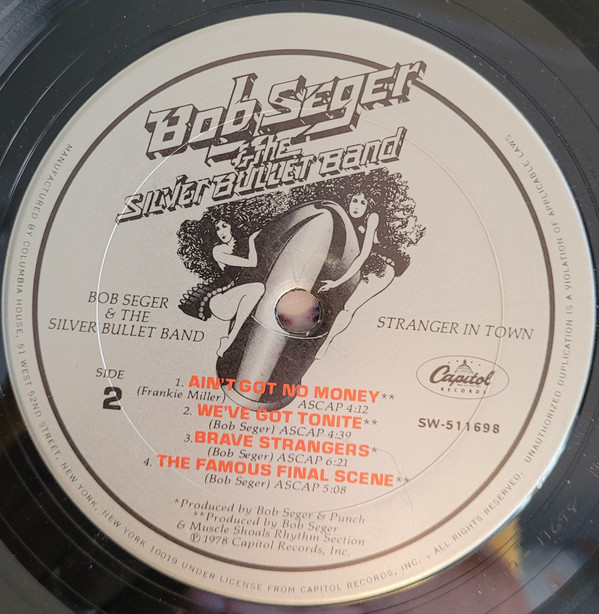 Bob Seger
& The
Silver Bullet Band
BOB SEGER
& THE
SILVER BULLET BAND
STRANGER IN TOWN
SIDE
2
Capitol
RECORDS
SW-511698
1. AIN'T GOT NO MONEY**
(Frankie Miller) ASCAP 4:12
2. WE'VE GOT TONITE**
(Bob Seger) ASCAP 4:39
3. BRAVE STRANGERS*
(Bob Seger) ASCAP 6:21
4. THE FAMOUS FINAL SCENE**
(Bob Seger) ASCAP 5:08
*Produced by Bob Seger & Punch
**Produced by Bob Seger
& Muscle Shoals Rhythm Section
℗1978 Capitol Records, Inc.
MANUFACTURED BY COLUMBIA HOUSE, 51 WEST 52ND STREET, NEW YORK, NEW YORK 10019 UNDER LICENSE FROM CAPITOL RECORDS, INC. • ALL RIGHTS RESERVED. UNAUTHORIZED DUPLICATION IS A VIOLATION OF APPLICABLE LAWS